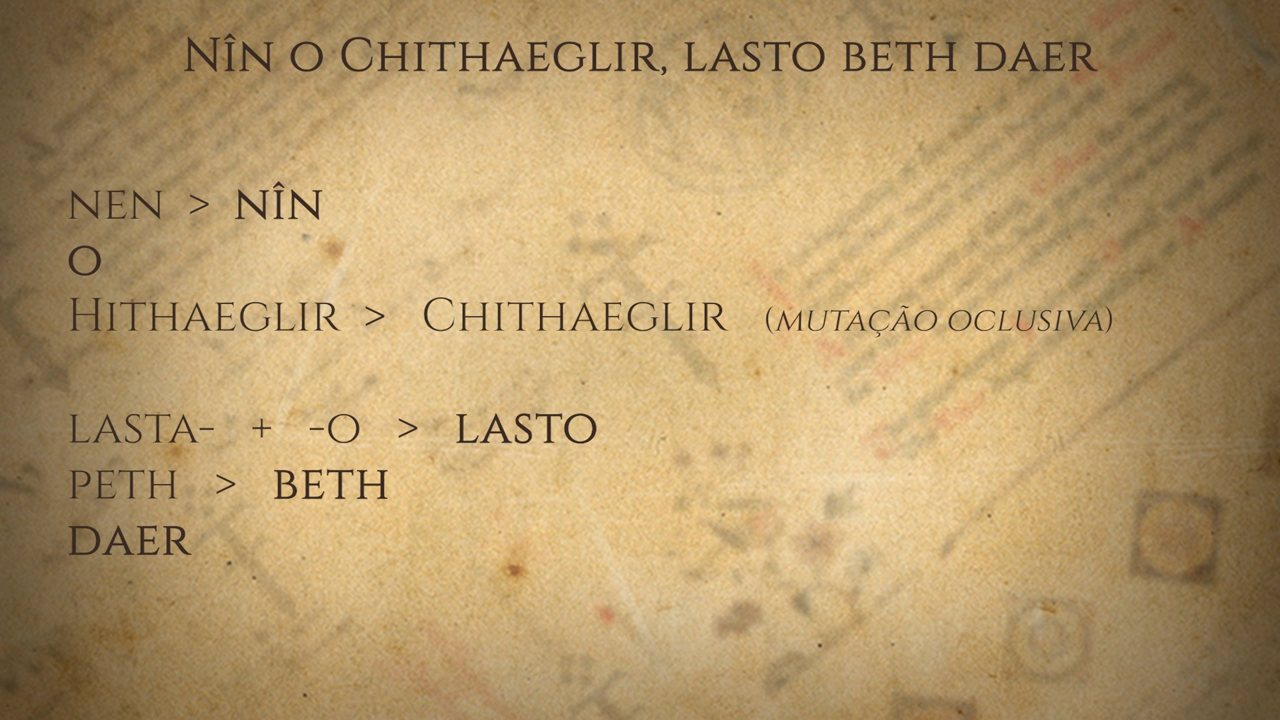 Nîn o Chithaeglir, lasto beth daer
nen > nîn
o
Hithaeglir > Chithaeglir (mutação oclusiva)
lasta- + -o > lasto
peth > beth
daer